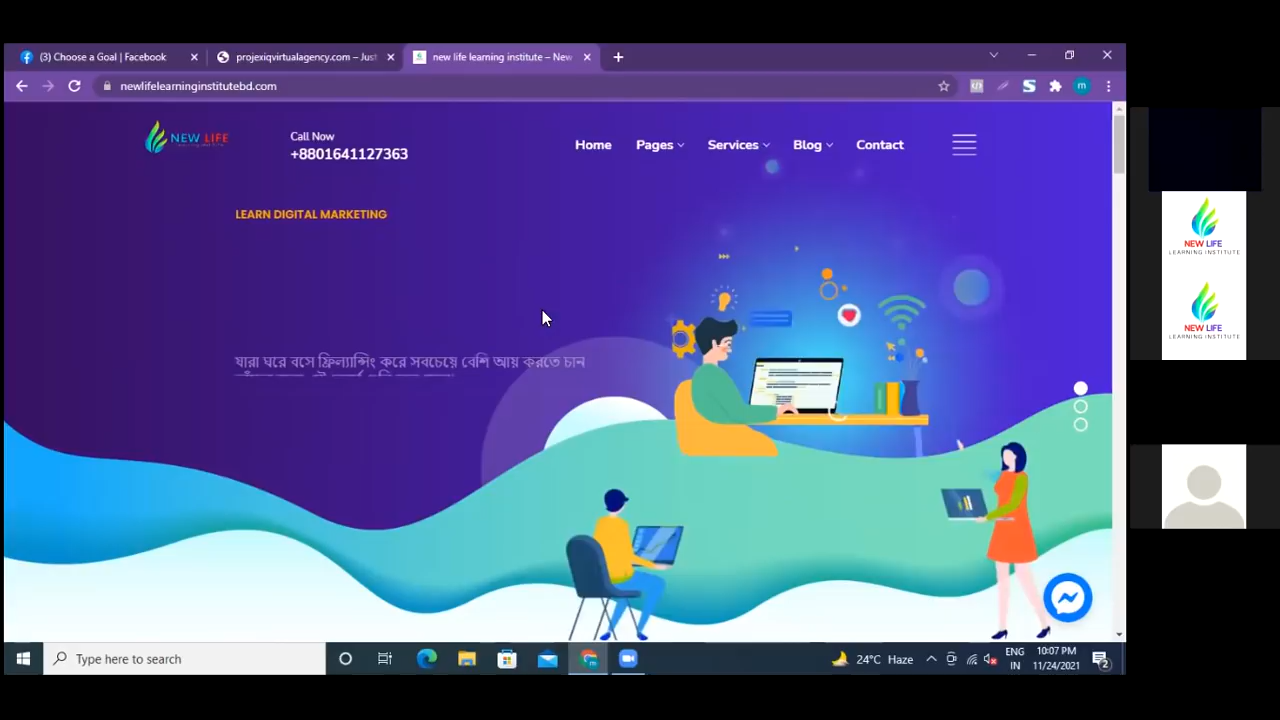 (3) Choose a Goal | Facebook
projexiqvirtualagency.com – Just
new life learning institute – New
newlifelearninginstitutebd.com
NEW LIFE
Call Now
+8801641127363
Home
Pages
Services
Blog
Contact
LEARN DIGITAL MARKETING
যারা ঘরে বসে ফ্রিল্যান্সিং করে সবচেয়ে বেশি আয় করতে চান
NEW LIFE
LEARNING INSTITUTE
NEW LIFE
LEARNING INSTITUTE
Type here to search
24°C Haze
ENG
IN
10:07 PM
11/24/2021
2